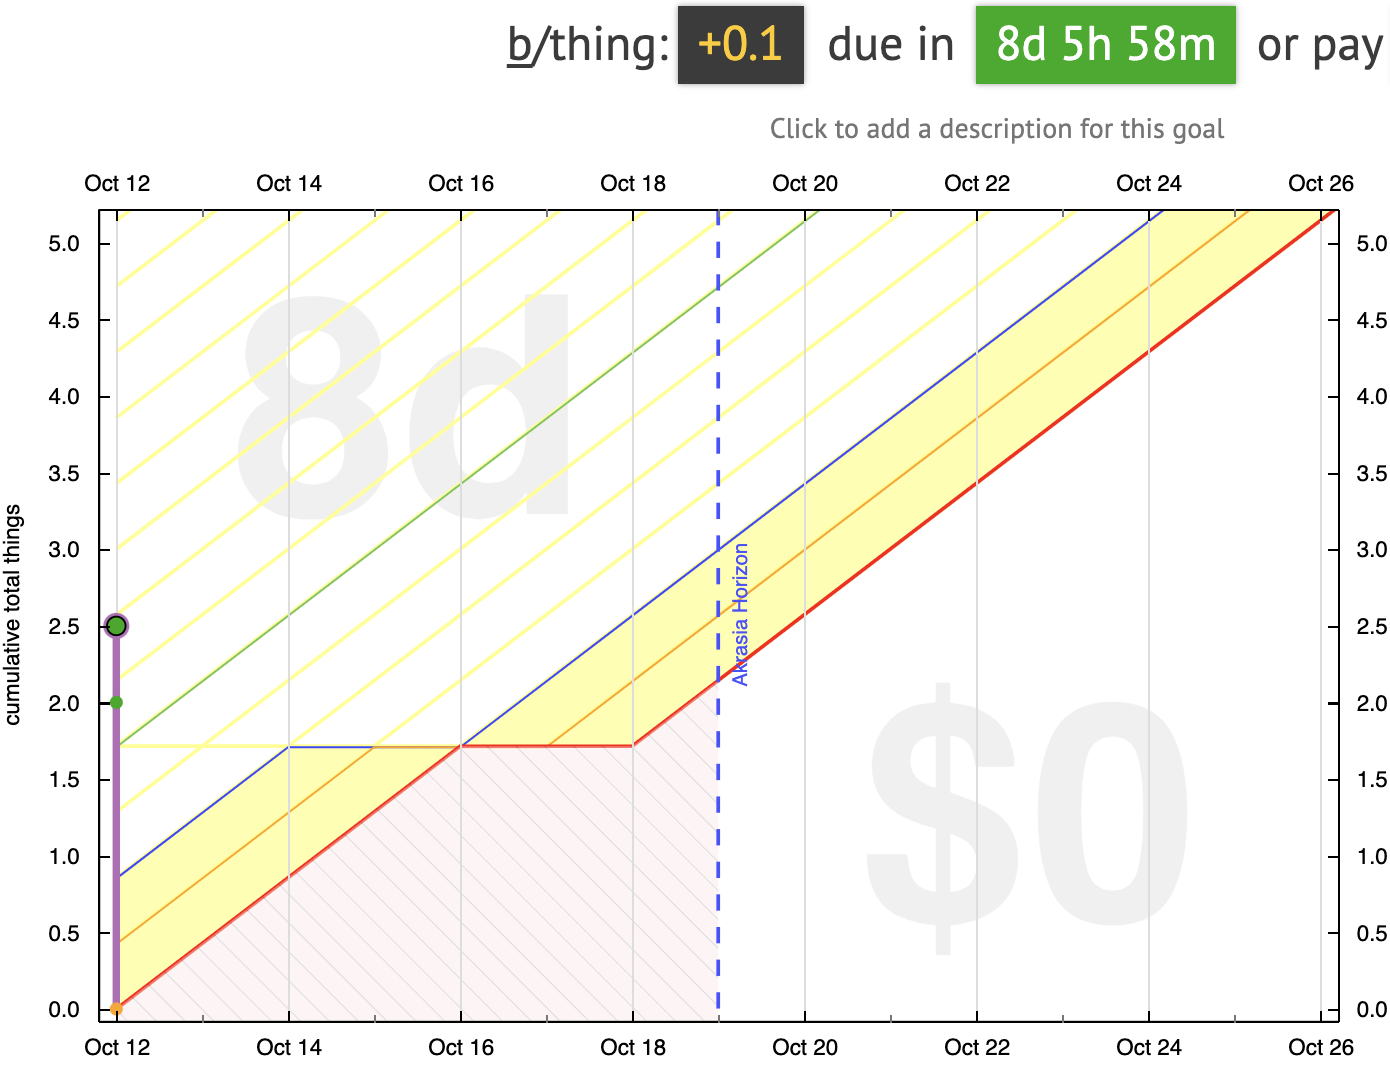 b/thing: +0.1 due in 8d 5h 58m or pay
Click to add a description for this goal
Oct 12 Oct 14 Oct 16 Oct 18 Oct 20 Oct 22 Oct 24 Oct 26
5.0 5.0
4.5 4.5
4.0 4.0
3.5 3.5
3.0 3.0
2.5 2.5
2.0 2.0
1.5 1.5
1.0 1.0
0.5 0.5
0.0 0.0
cumulative total things
8d
Akrasia Horizon
$0
Oct 12 Oct 14 Oct 16 Oct 18 Oct 20 Oct 22 Oct 24 Oct 26